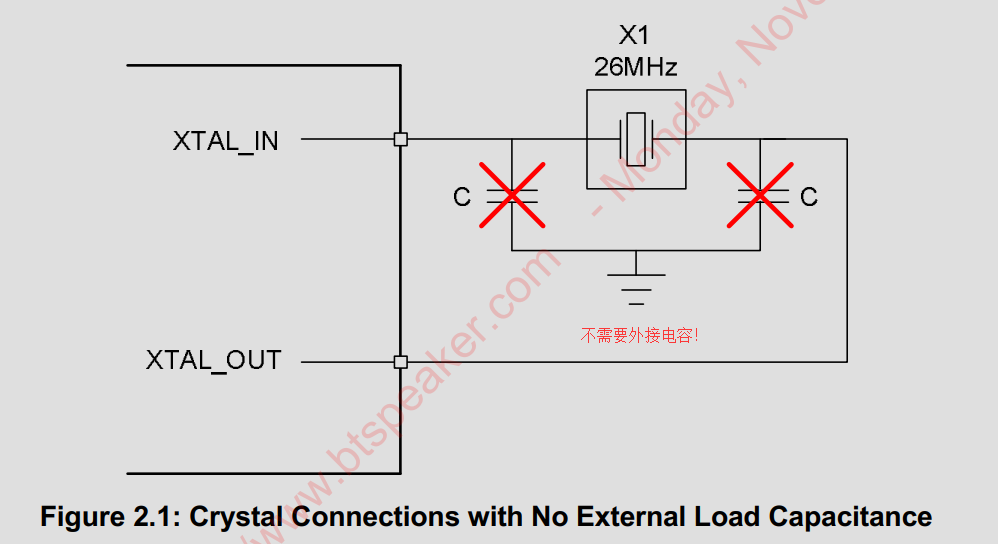 X1
26MHz
XTAL_IN
C
C
不需要外接电容!
XTAL_OUT
www.btspeaker.com - Monday, Nove
Figure 2.1: Crystal Connections with No External Load Capacitance